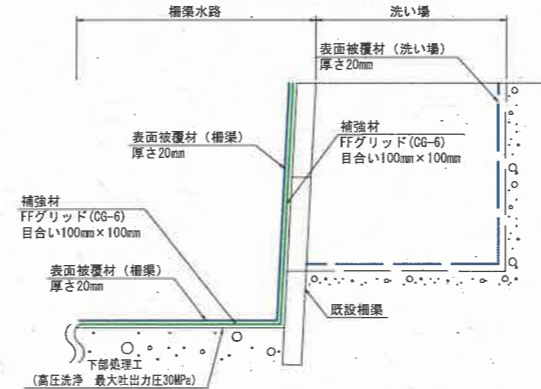 柵渠水路
洗い場
表面被覆材（洗い場）
厚さ20mm
補強材
FFグリッド(CG-6)
目合い100mm×100mm
表面被覆材（柵渠）
厚さ20mm
補強材
FFグリッド(CG-6)
目合い100mm×100mm
表面被覆材（柵渠）
厚さ20mm
既設柵渠
下部処理工
（高圧洗浄　最大吐出力圧30MPa）